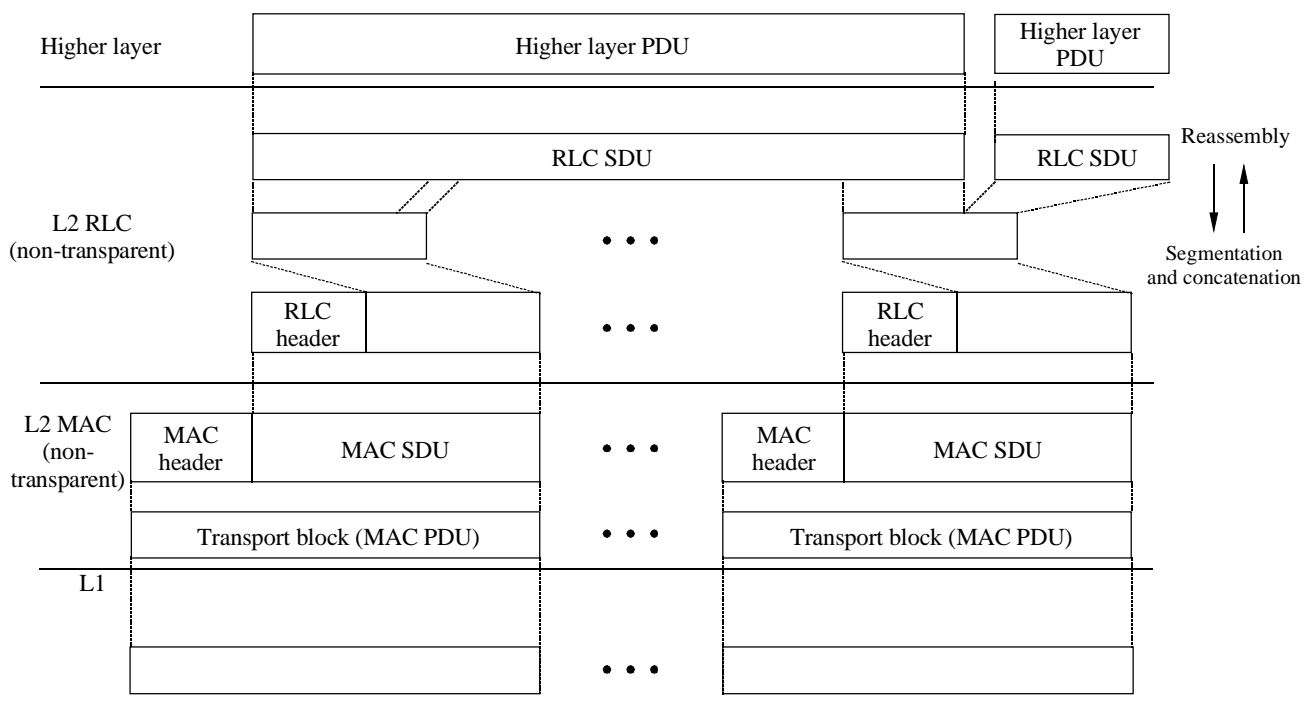 Higher layer
Higher layer PDU
Higher layer
PDU
RLC SDU
RLC SDU
Reassembly
L2 RLC
(non-transparent)
Segmentation
and concatenation
RLC
header
RLC
header
L2 MAC
(non-
transparent)
MAC
header
MAC SDU
MAC
header
MAC SDU
Transport block (MAC PDU)
Transport block (MAC PDU)
L1